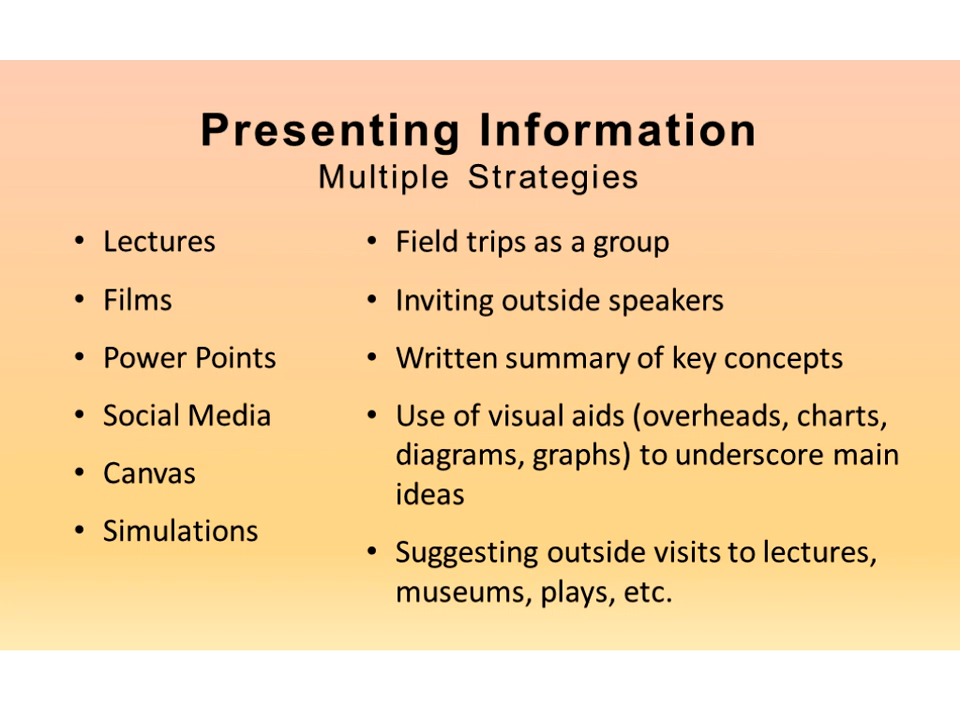 Presenting Information
Multiple Strategies
• Lectures
• Films
• Power Points
• Social Media
• Canvas
• Simulations
• Field trips as a group
• Inviting outside speakers
• Written summary of key concepts
• Use of visual aids (overheads, charts,
diagrams, graphs) to underscore main
ideas
• Suggesting outside visits to lectures,
museums, plays, etc.